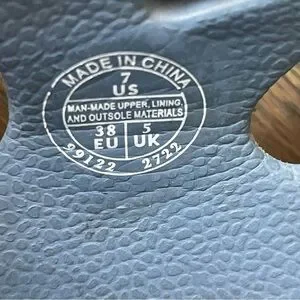 MADE IN CHINA
7
US
MAN-MADE UPPER, LINING,
AND OUTSOLE MATERIALS
38 5
EU UK
99122 2722